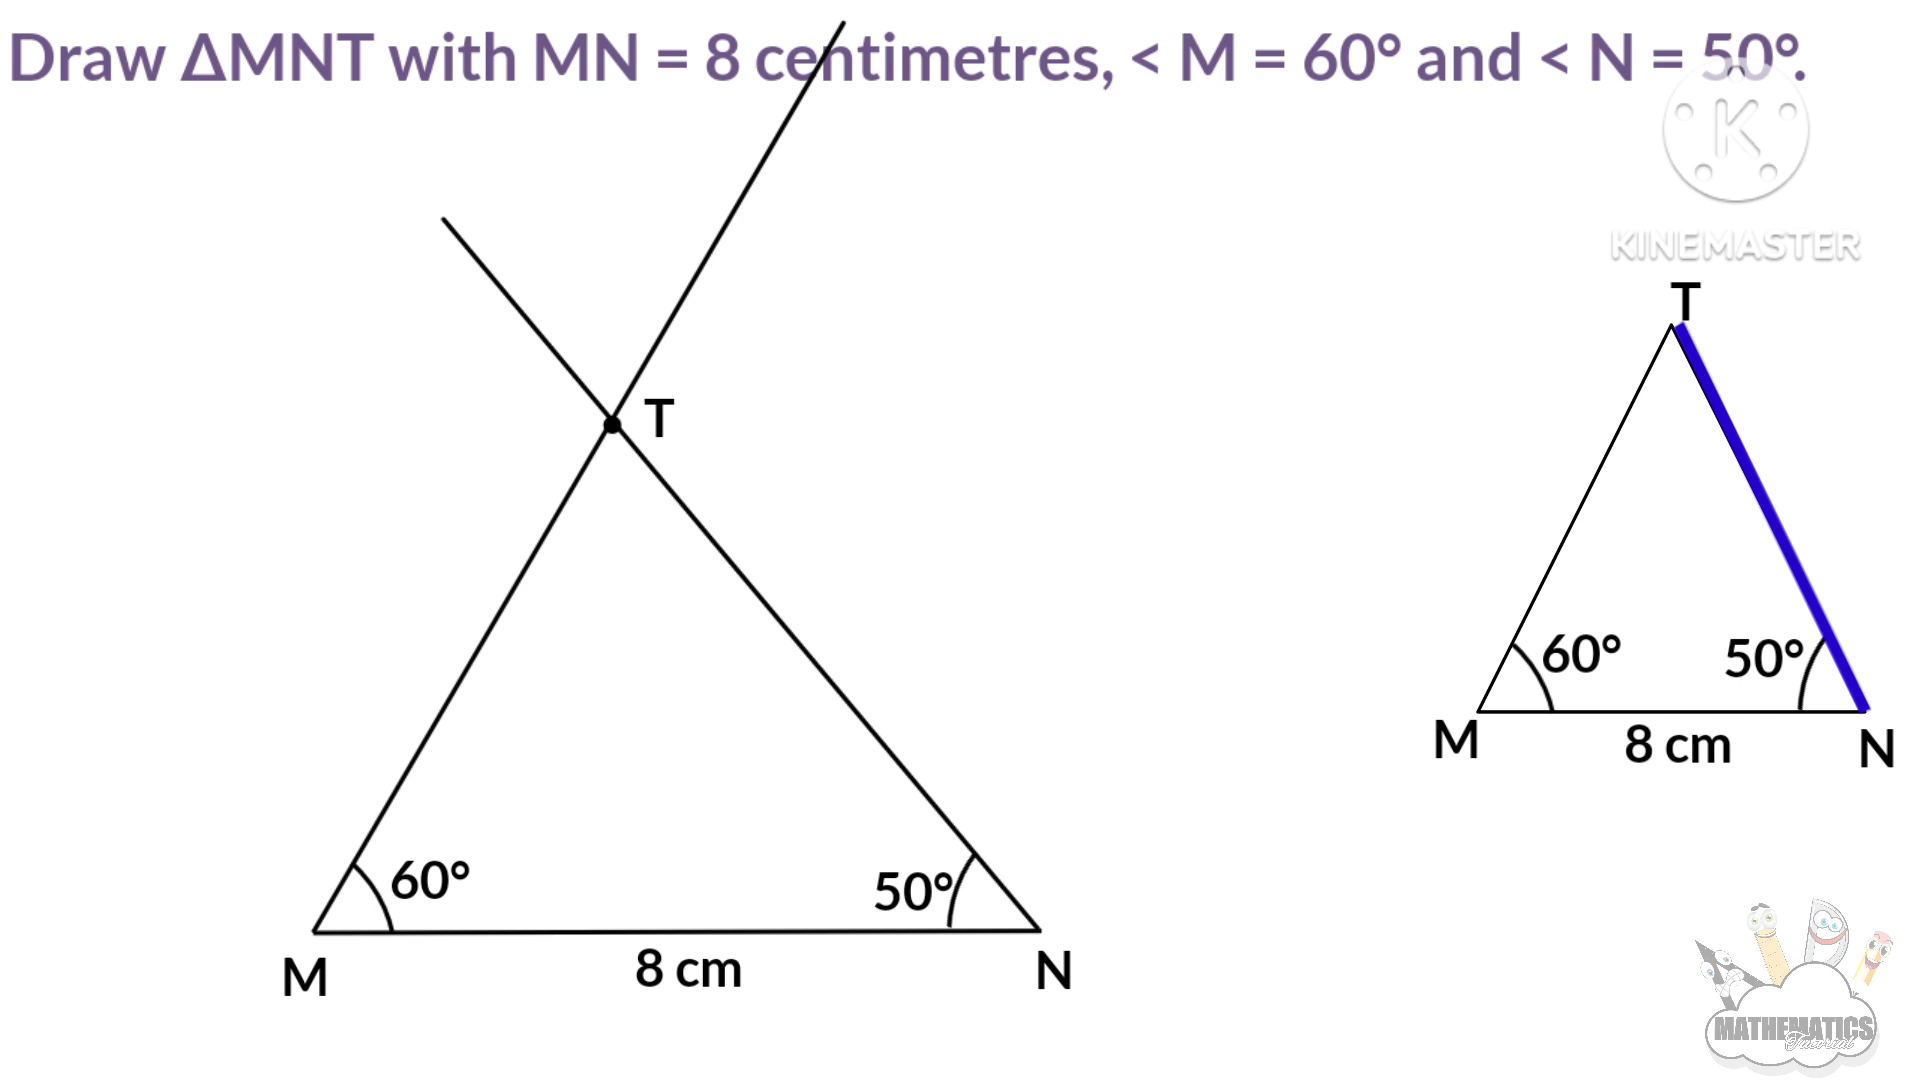 Draw ΔMNT with MN = 8 centimetres, < M = 60° and < N = 50°.
K
KINEMASTER
T
T
60°
50°
M
8 cm
N
60°
50°
M
8 cm
N
MATHEMATICS
Tutorial